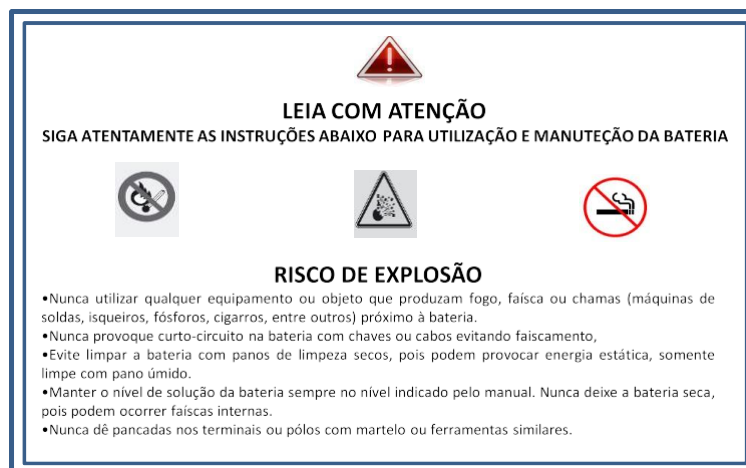 LEIA COM ATENÇÃO
SIGA ATENTAMENTE AS INSTRUÇÕES ABAIXO PARA UTILIZAÇÃO E MANUTEÇÃO DA BATERIA
RISCO DE EXPLOSÃO
•Nunca utilizar qualquer equipamento ou objeto que produzam fogo, faísca ou chamas (máquinas de
soldas, isqueiros, fósforos, cigarros, entre outros) próximo à bateria.
•Nunca provoque curto-circuito na bateria com chaves ou cabos evitando faiscamento,
•Evite limpar a bateria com panos de limpeza secos, pois podem provocar energia estática, somente
limpe com pano úmido.
•Manter o nível de solução da bateria sempre no nível indicado pelo manual. Nunca deixe a bateria seca,
pois podem ocorrer faíscas internas.
•Nunca dê pancadas nos terminais ou pólos com martelo ou ferramentas similares.